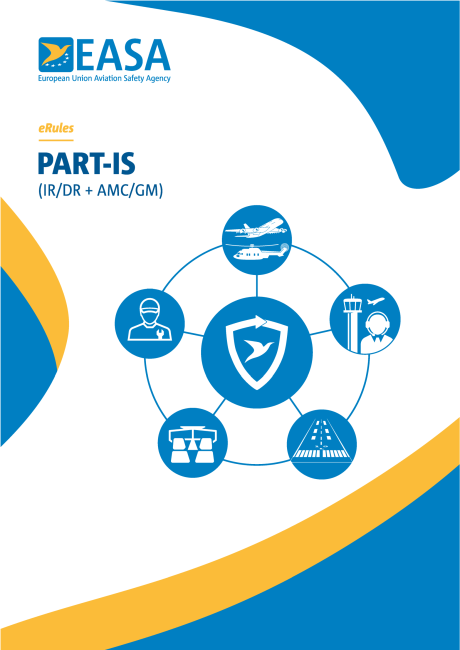 EASA
European Union Aviation Safety Agency
eRules
PART-IS
(IR/DR + AMC/GM)